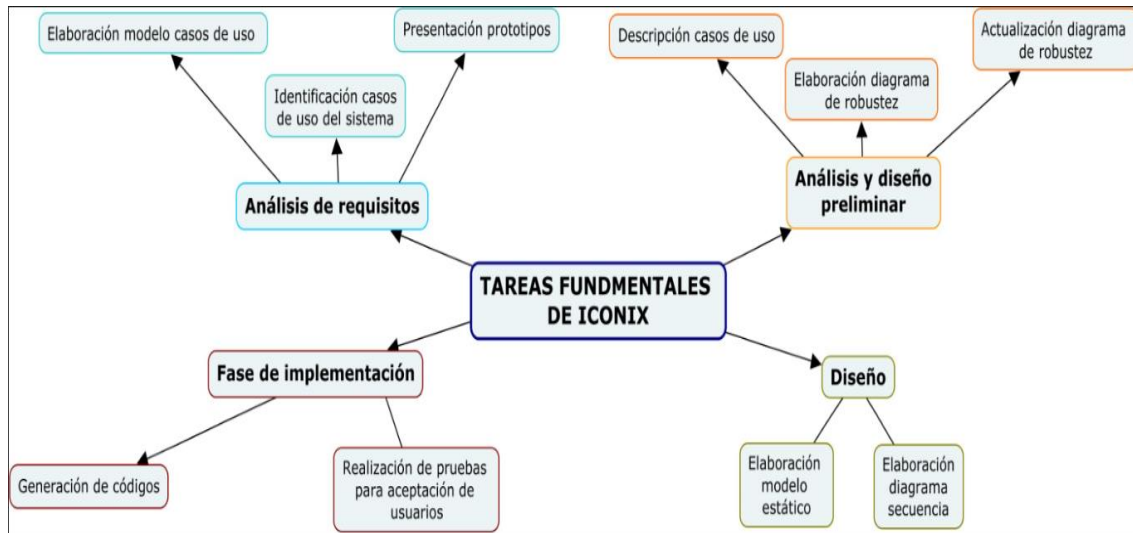 Elaboración modelo casos de uso
Presentación prototipos
Identificación casos
de uso del sistema
Análisis de requisitos
Descripción casos de uso
Actualización diagrama
de robustez
Elaboración diagrama
de robustez
Análisis y diseño
preliminar
TAREAS FUNDMENTALES
DE ICONIX
Fase de implementación
Generación de códigos
Realización de pruebas
para aceptación de
usuarios
Diseño
Elaboración
modelo
estático
Elaboración
diagrama
secuencia